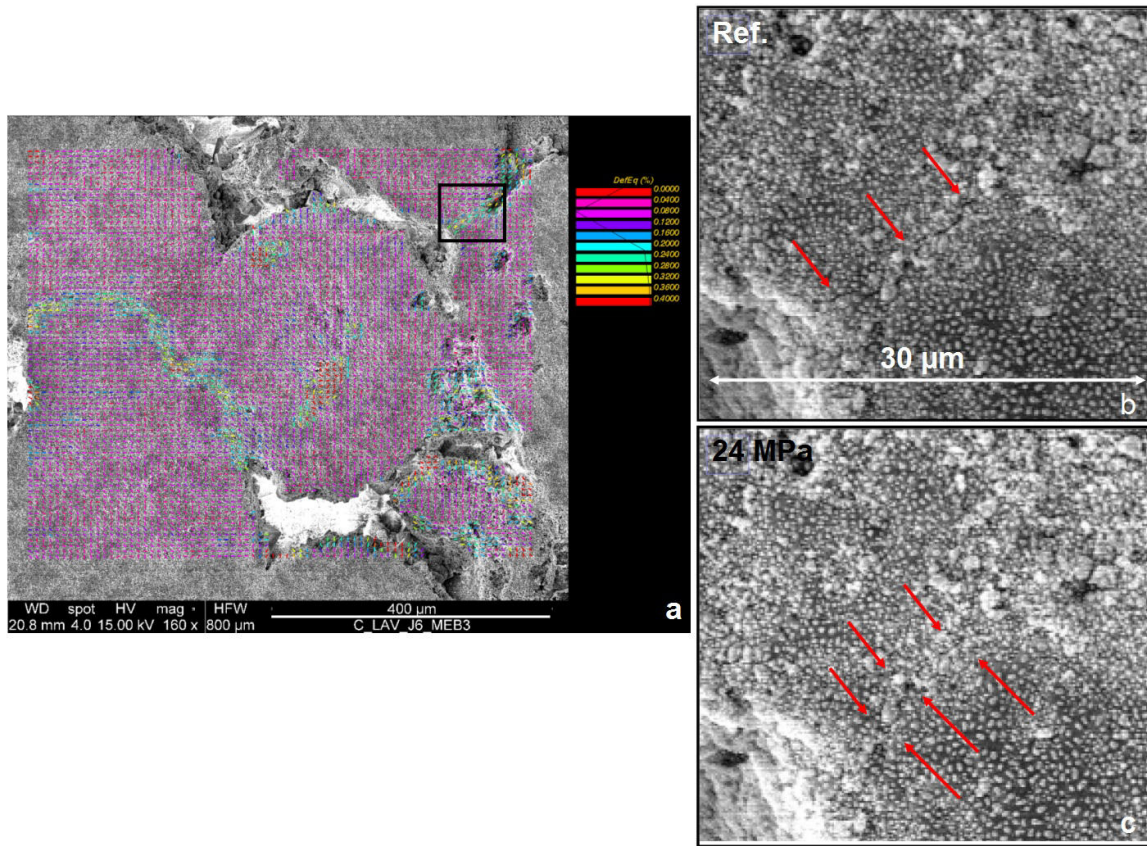 DefEq (%)
0.0000
0.0400
0.0800
0.1200
0.1600
0.2000
0.2400
0.2800
0.3200
0.3600
0.4000
WD spot HV mag HFW 400 µm
20.8 mm 4.0 15.00 kV 160 x 800 µm C_LAV_J6_MEB3
a
Ref.
30 µm
b
24 MPa
c